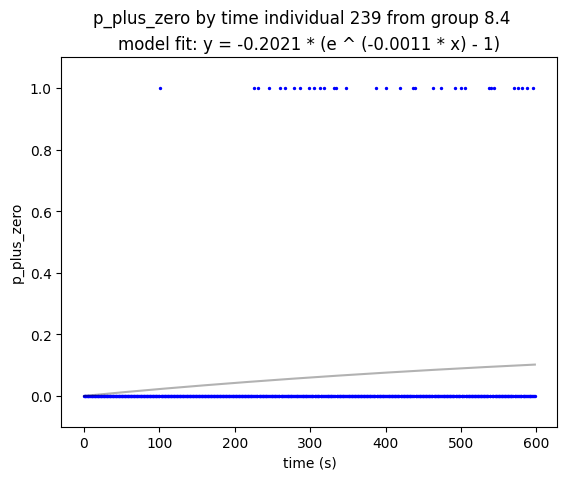 p_plus_zero by time individual 239 from group 8.4
model fit: y = -0.2021 * (e ^ (-0.0011 * x) - 1)
1.0
0.8
0.6
0.4
0.2
0.0
p_plus_zero
0 100 200 300 400 500 600
time (s)